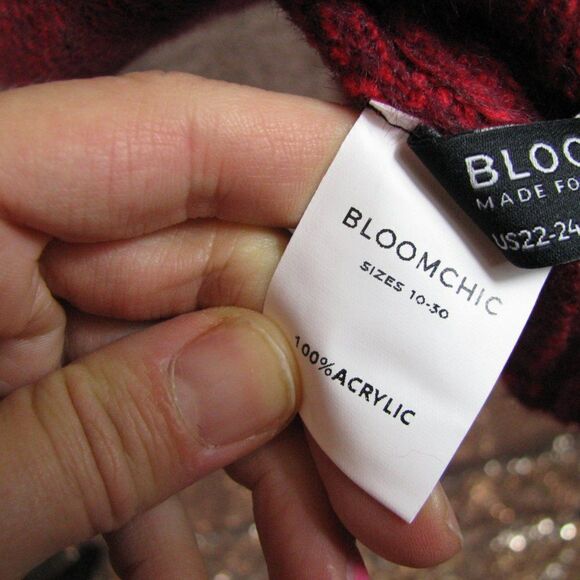 BLOOMCHIC
SIZES 10-30
100% ACRYLIC
BLOO
MADE FO
US22-24